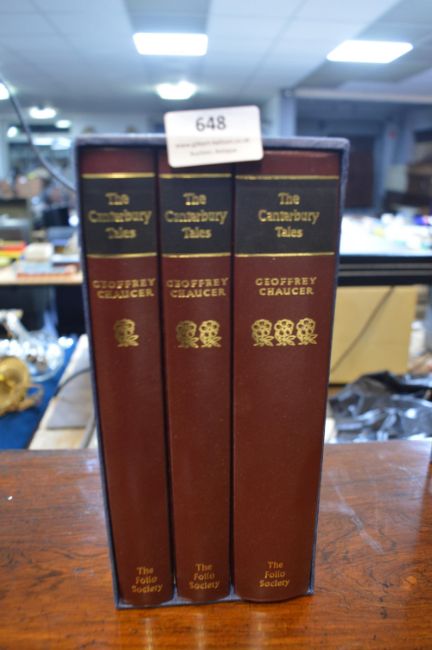 648
The
Canterbury
Tales
GEOFFREY
CHAUCER
The
Folio
Society
The
Canterbury
Tales
GEOFFREY
CHAUCER
The
Folio
Society
The
Canterbury
Tales
GEOFFREY
CHAUCER
The
Folio
Society